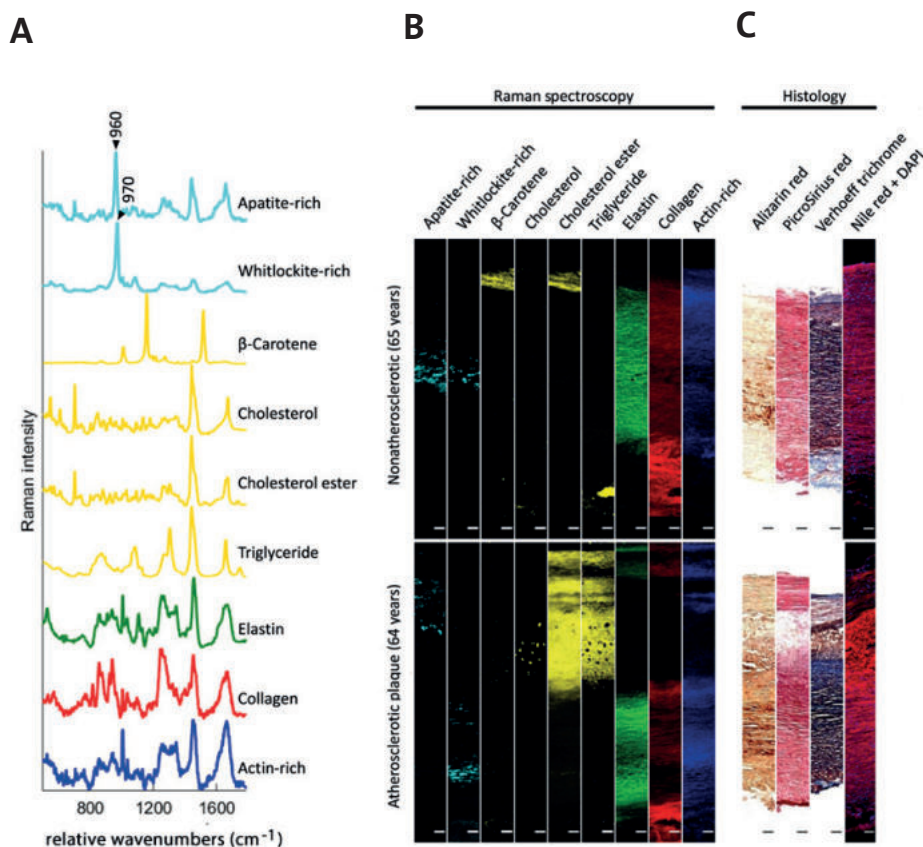 A
B
C
960
970
Apatite-rich
Whitlockite-rich
β-Carotene
Cholesterol
Cholesterol ester
Triglyceride
Elastin
Collagen
Actin-rich
Raman intensity
800 1200 1600
relative wavenumbers (cm⁻¹)
Raman spectroscopy
Apatite-rich
Whitlockite-rich
β-Carotene
Cholesterol
Cholesterol ester
Triglyceride
Elastin
Collagen
Actin-rich
Nonatherosclerotic (65 years)
Atherosclerotic plaque (64 years)
Histology
Alizarin red
PicroSirius red
Verhoeff trichrome
Nile red + DAPI